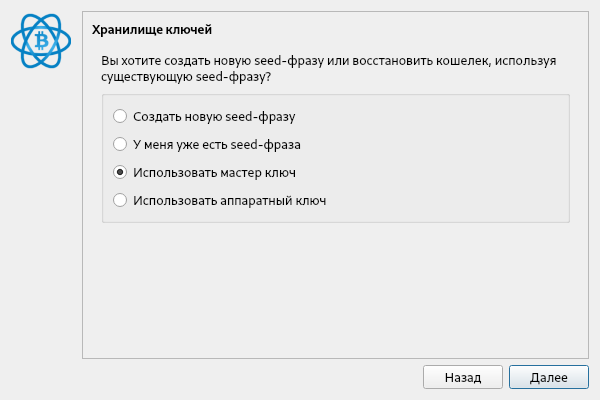 Хранилище ключей
Вы хотите создать новую seed-фразу или восстановить кошелек, используя
существующую seed-фразу?
Создать новую seed-фразу
У меня уже есть seed-фраза
Использовать мастер ключ
Использовать аппаратный ключ
Назад
Далее